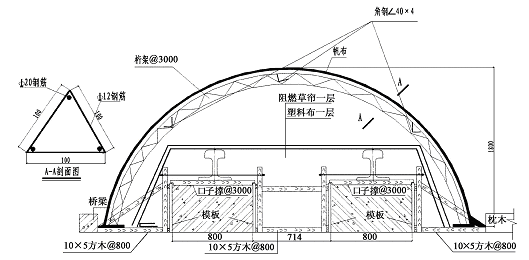 角钢∠40×4
桁架@3000
帆布
A
A
Φ20钢筋
Φ12钢筋
100
100
100
A-A剖面图
阻燃草帘一层
塑料布一层
1800
口子撑@3000
口子撑@3000
桥梁
枕木
模板
模板
10×5方木@800
800
10×5方木@800
714
800
10×5方木@800